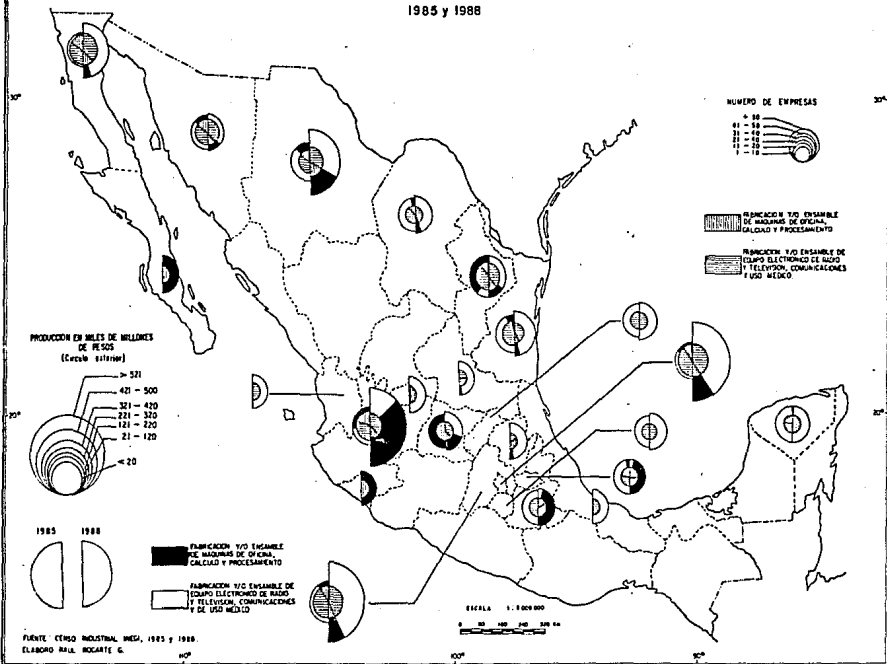 1985 y 1988
30°
30°
NUMERO DE EMPRESAS
41 - 50
31 - 40
21 - 30
11 - 20
1 - 10
FABRICACION Y/O ENSAMBLE
DE MAQUINAS DE OFICINA,
CALCULO Y PROCESAMIENTO
FABRICACION Y/O ENSAMBLE DE
EQUIPO ELECTRONICO DE RADIO
Y TELEVISION, COMUNICACIONES
Y USO MEDICO
PRODUCCION EN MILES DE MILLONES
DE PESOS
(Circulo exterior)
> 521
421 - 500
321 - 420
221 - 320
121 - 220
21 - 120
< 20
20°
20°
1985 1988
FABRICACION Y/O ENSAMBLE
DE MAQUINAS DE OFICINA,
CALCULO Y PROCESAMIENTO
FABRICACION Y/O ENSAMBLE DE
EQUIPO ELECTRONICO DE RADIO
Y TELEVISION, COMUNICACIONES
Y DE USO MEDICO
ESCALA
FUENTE: CENSO INDUSTRIAL INEGI, 1985 y 1988.
ELABORO RAUL ROCARTE G.
110°
100°
90°